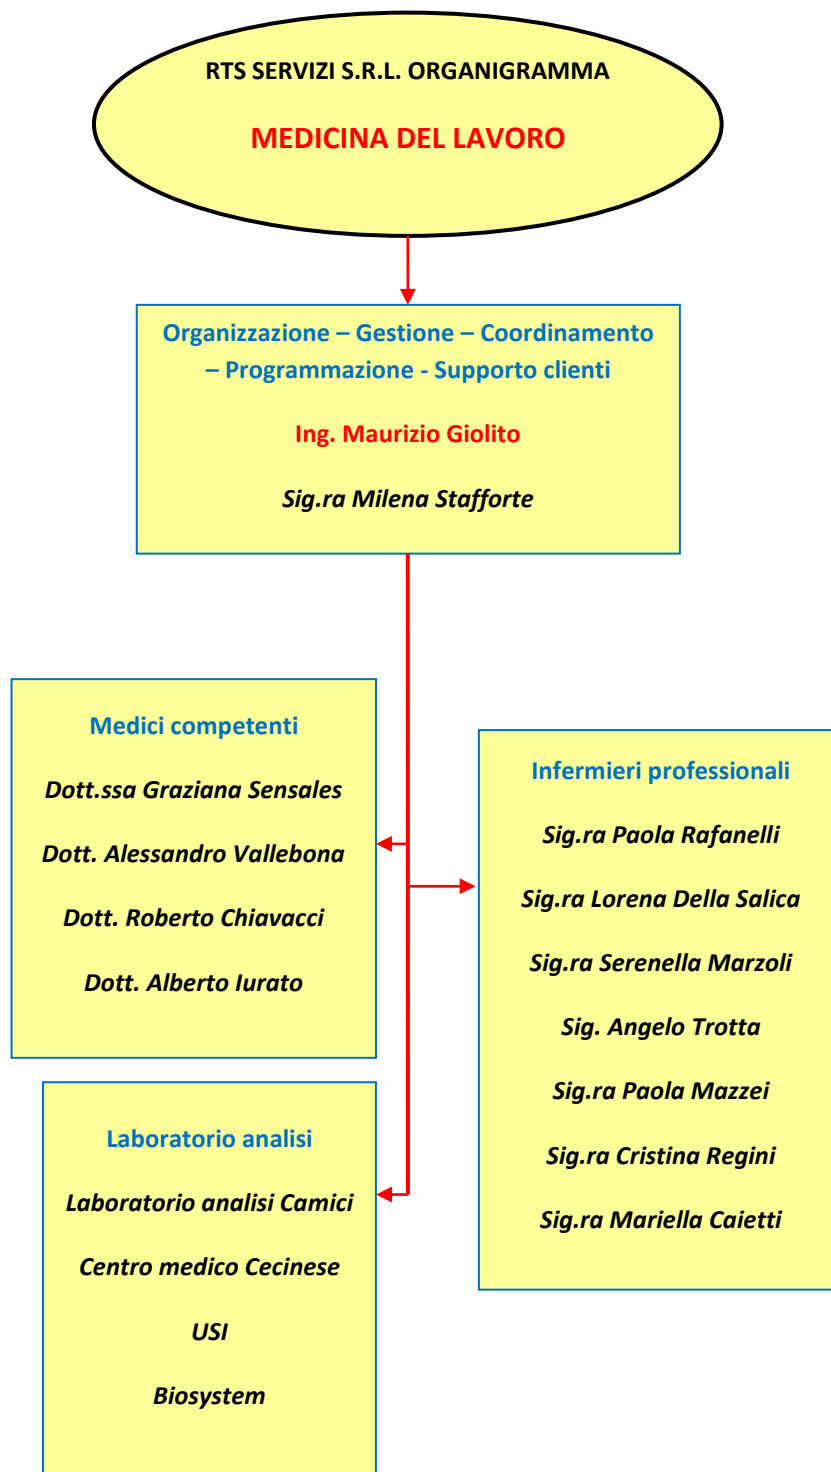 RTS SERVIZI S.R.L. ORGANIGRAMMA
MEDICINA DEL LAVORO
Organizzazione – Gestione – Coordinamento
– Programmazione - Supporto clienti
Ing. Maurizio Giolito
Sig.ra Milena Stafforte
Medici competenti
Dott.ssa Graziana Sensales
Dott. Alessandro Vallebona
Dott. Roberto Chiavacci
Dott. Alberto Iurato
Infermieri professionali
Sig.ra Paola Rafanelli
Sig.ra Lorena Della Salica
Sig.ra Serenella Marzoli
Sig. Angelo Trotta
Sig.ra Paola Mazzei
Sig.ra Cristina Regini
Sig.ra Mariella Caietti
Laboratorio analisi
Laboratorio analisi Camici
Centro medico Cecinese
USI
Biosystem